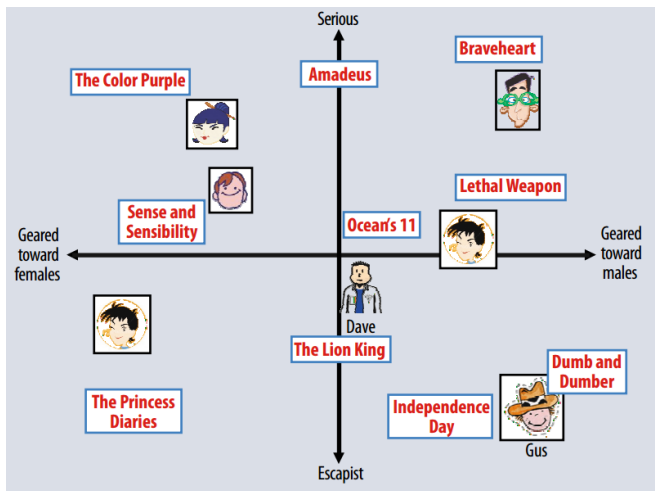 Serious
Braveheart
Amadeus
The Color Purple
Lethal Weapon
Sense and
Sensibility
Ocean's 11
Geared
toward
females
Geared
toward
males
Dave
The Lion King
Dumb and
Dumber
The Princess
Diaries
Independence
Day
Gus
Escapist